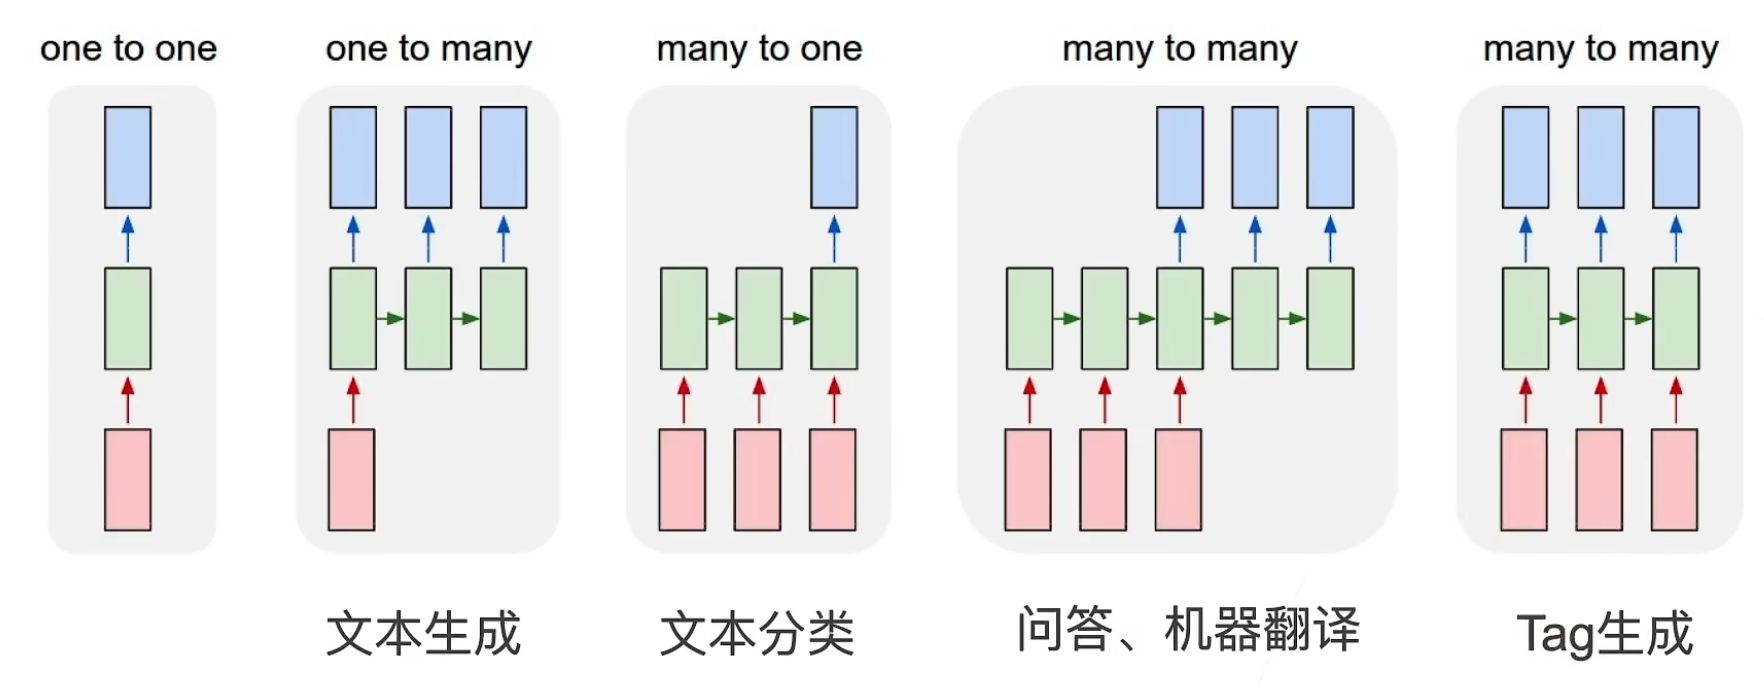 one to one
one to many
many to one
many to many
many to many
文本生成
文本分类
问答、机器翻译
Tag生成